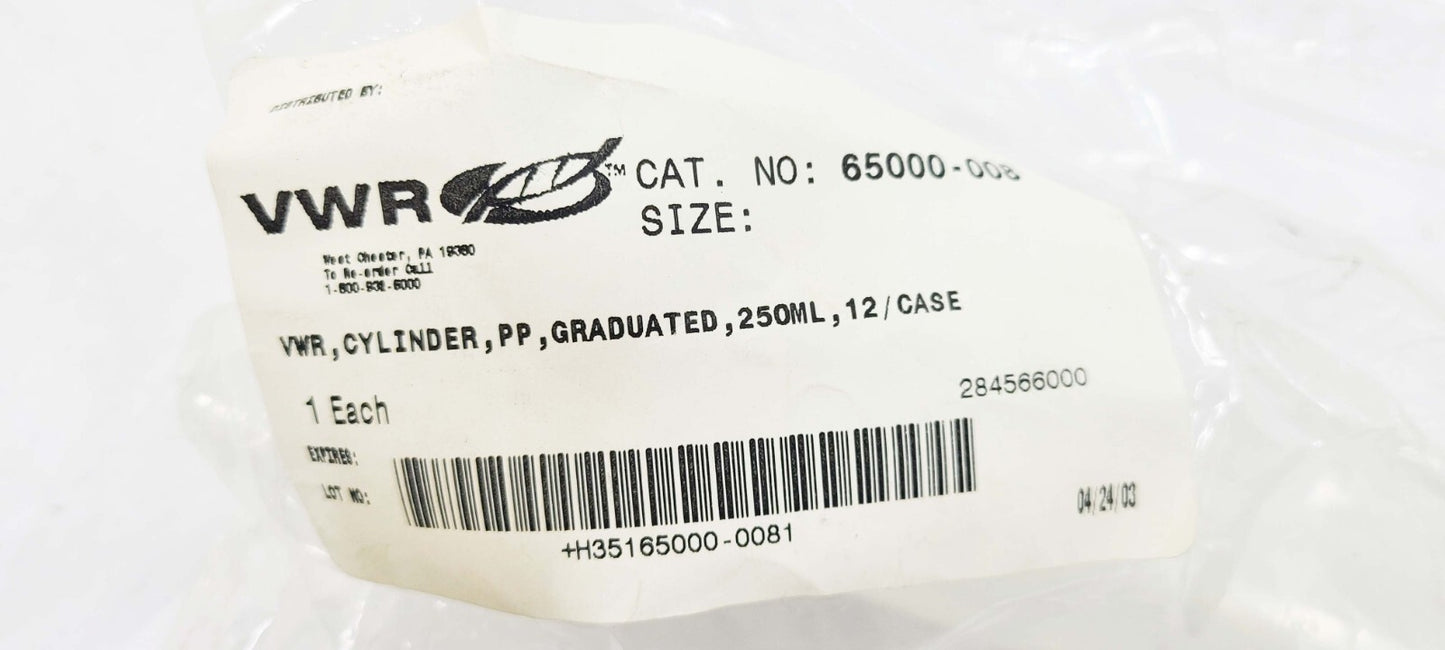 DISTRIBUTED BY:
VWR™
CAT. NO: 65000-008
SIZE:
West Chester, PA 19380
To Re-order Call
1-800-932-5000
VWR,CYLINDER,PP,GRADUATED,250ML,12/CASE
1 Each
284566000
EXPIRES:
LOT NO:
+H35165000-0081
04/24/03